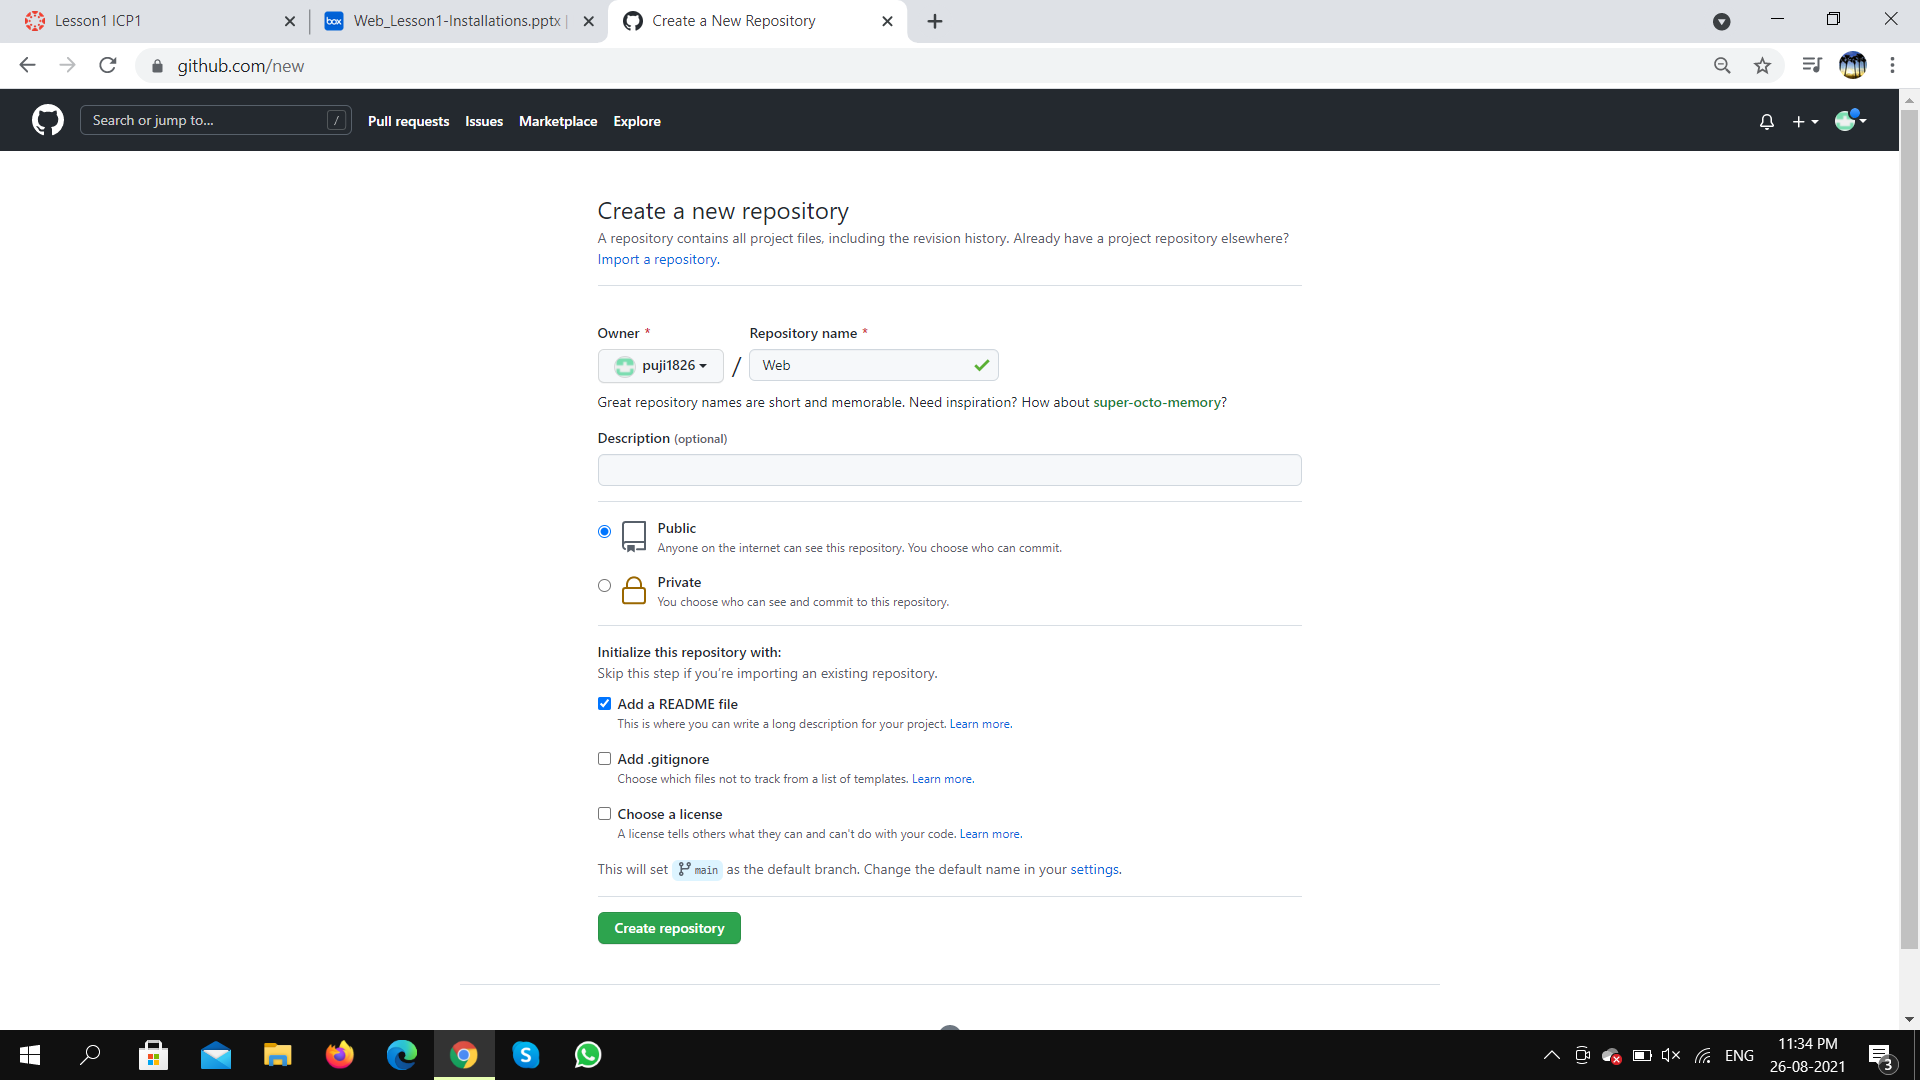 Lesson1 ICP1
Web_Lesson1-Installations.pptx |
Create a New Repository
github.com/new
Search or jump to...
/
Pull requests
Issues
Marketplace
Explore
Create a new repository
A repository contains all project files, including the revision history. Already have a project repository elsewhere?
Import a repository.
Owner *
Repository name *
puji1826
/
Web
Great repository names are short and memorable. Need inspiration? How about super-octo-memory?
Description (optional)
Public
Anyone on the internet can see this repository. You choose who can commit.
Private
You choose who can see and commit to this repository.
Initialize this repository with:
Skip this step if you're importing an existing repository.
Add a README file
This is where you can write a long description for your project. Learn more.
Add .gitignore
Choose which files not to track from a list of templates. Learn more.
Choose a license
A license tells others what they can and can't do with your code. Learn more.
This will set main as the default branch. Change the default name in your settings.
Create repository
box
S
ENG
11:34 PM
26-08-2021
3